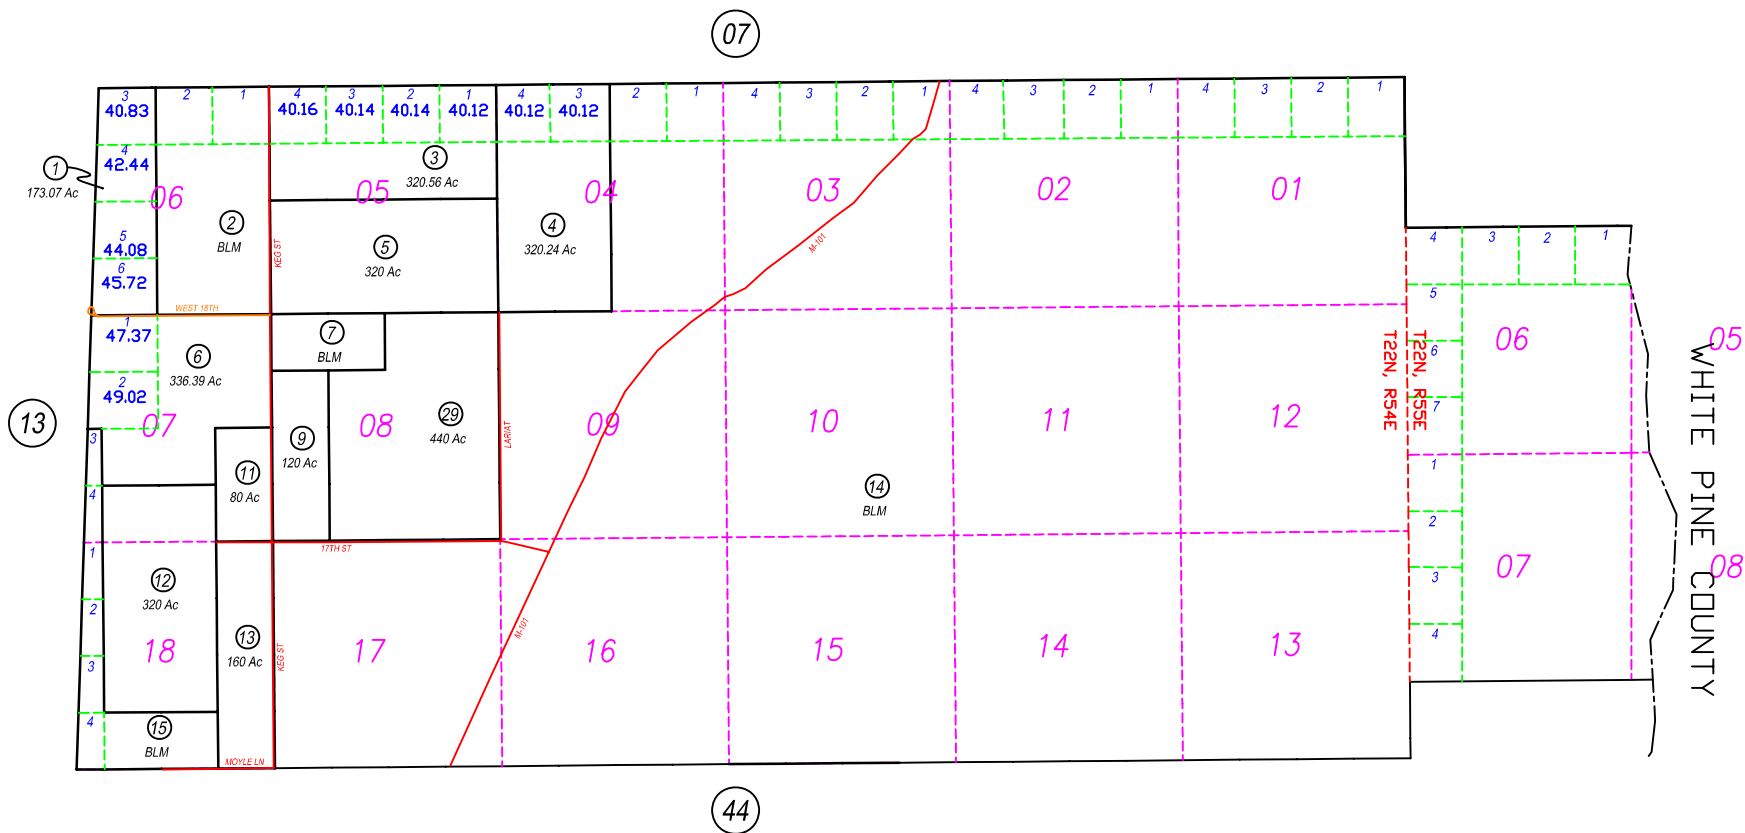 07
3 2 1 4 3 2 1 4 3 2 1 4 3 2 1 4 3 2 1 4 3 2 1
40.83 40.16 40.14 40.14 40.12 40.12 40.12
4
42.44
1
173.07 Ac
06
3
320.56 Ac
05
04
03
02
01
2
BLM
KEG ST
5
320 Ac
4
320.24 Ac
M-101
5
44.08
6
45.72
WEST 18TH
4 3 2 1
5
6
7
06
05
T22N, R54E
T22N, R55E
WHITE PINE COUNTY
1
47.37
6
336.39 Ac
7
BLM
2
49.02
13
07
3
4
11
80 Ac
9
120 Ac
08
29
440 Ac
LARIAT
09
10
11
12
14
BLM
1
2
3
4
07
08
17TH ST
1
2
3
4
12
320 Ac
18
13
160 Ac
KEG ST
17
M-101
16
15
14
13
15
BLM
MOYLE LN
44